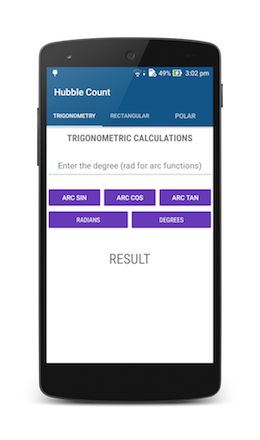 49% 3:02 pm
Hubble Count
TRIGONOMETRY RECTANGULAR POLAR
TRIGONOMETRIC CALCULATIONS
Enter the degree (rad for arc functions)
ARC SIN ARC COS ARC TAN
RADIANS DEGREES
RESULT